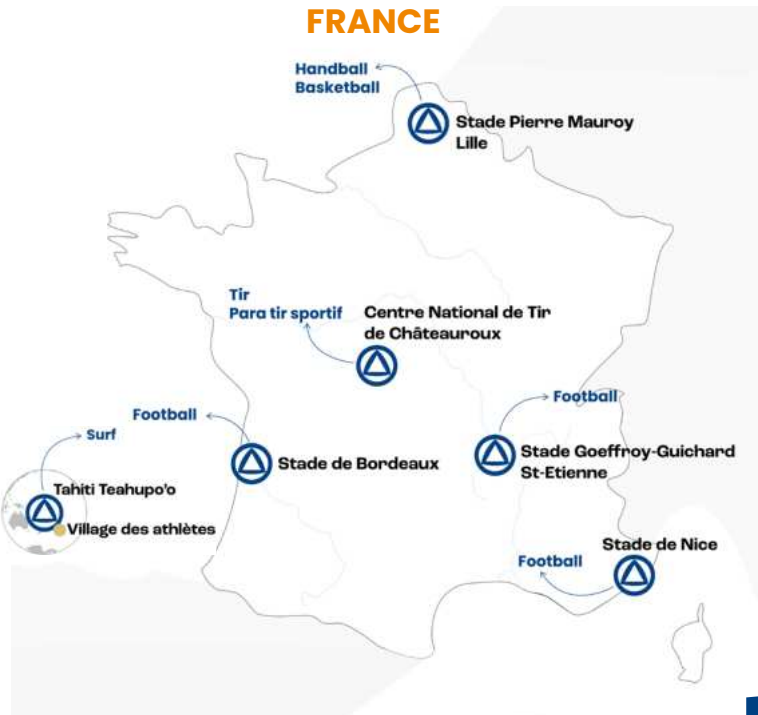 FRANCE
Handball
Basketball
Stade Pierre Mauroy
Lille
Tir
Para tir sportif
Centre National de Tir
de Châteauroux
Football
Football
Surf
Stade de Bordeaux
Stade Goeffroy-Guichard
St-Etienne
Tahiti Teahupo'o
Village des athlètes
Stade de Nice
Football